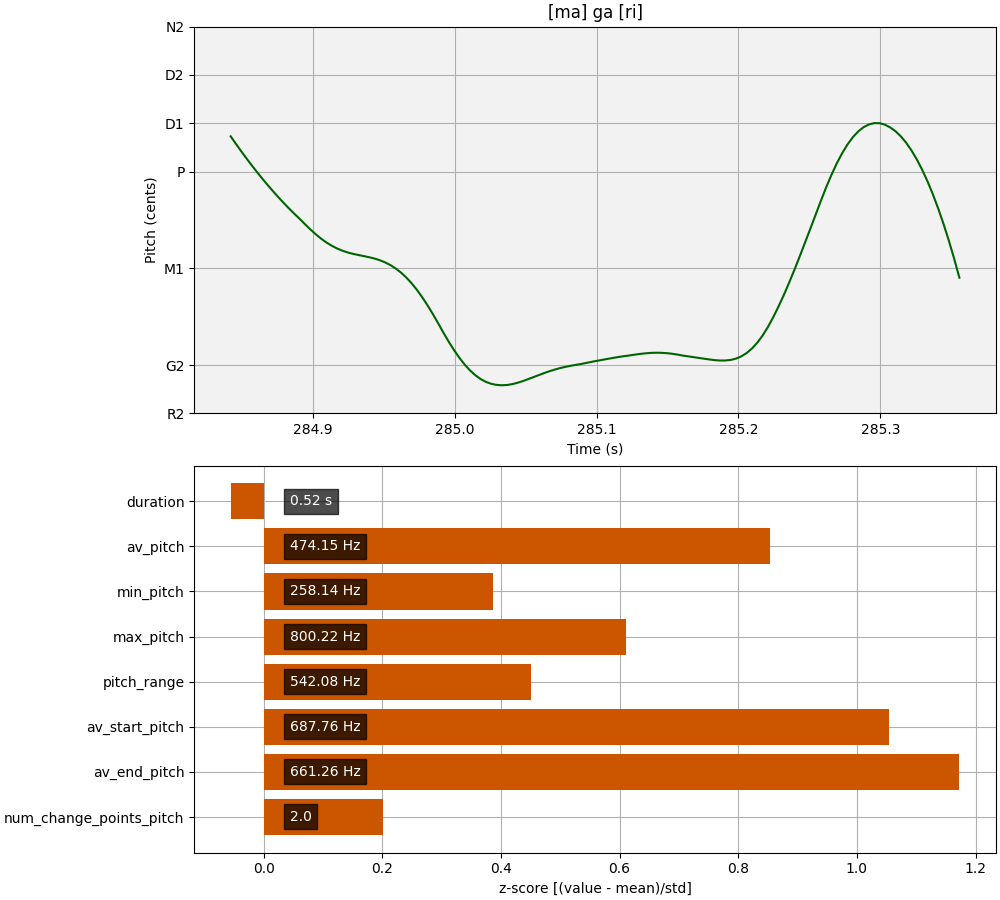 [ma] ga [ri]
N2
D2
D1
P
M1
G2
R2
Pitch (cents)
284.9 285.0 285.1 285.2 285.3
Time (s)
duration 0.52 s
av_pitch 474.15 Hz
min_pitch 258.14 Hz
max_pitch 800.22 Hz
pitch_range 542.08 Hz
av_start_pitch 687.76 Hz
av_end_pitch 661.26 Hz
num_change_points_pitch 2.0
0.0 0.2 0.4 0.6 0.8 1.0 1.2
z-score [(value - mean)/std]